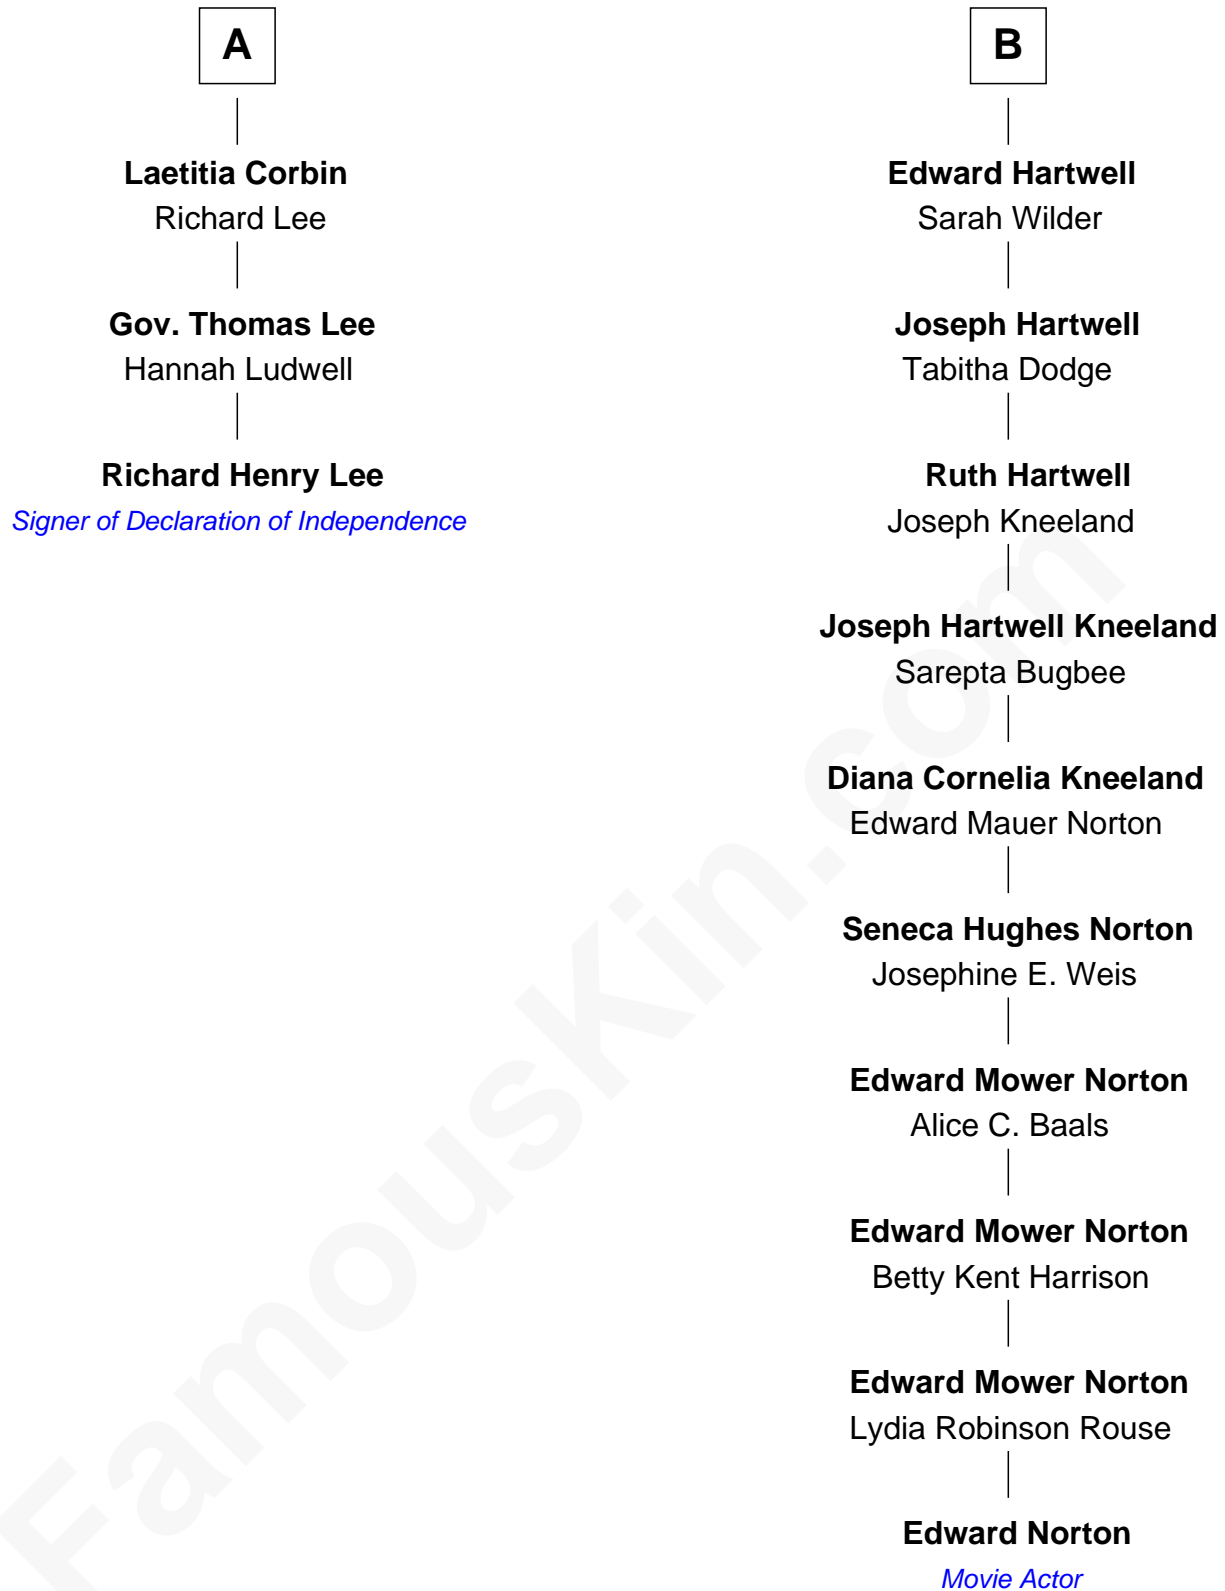 A
Laetitia Corbin
Richard Lee
Gov. Thomas Lee
Hannah Ludwell
Richard Henry Lee
Signer of Declaration of Independence
B
Edward Hartwell
Sarah Wilder
Joseph Hartwell
Tabitha Dodge
Ruth Hartwell
Joseph Kneeland
Joseph Hartwell Kneeland
Sarepta Bugbee
Diana Cornelia Kneeland
Edward Mauer Norton
Seneca Hughes Norton
Josephine E. Weis
Edward Mower Norton
Alice C. Baals
Edward Mower Norton
Betty Kent Harrison
Edward Mower Norton
Lydia Robinson Rouse
Edward Norton
Movie Actor
FamousKin.com